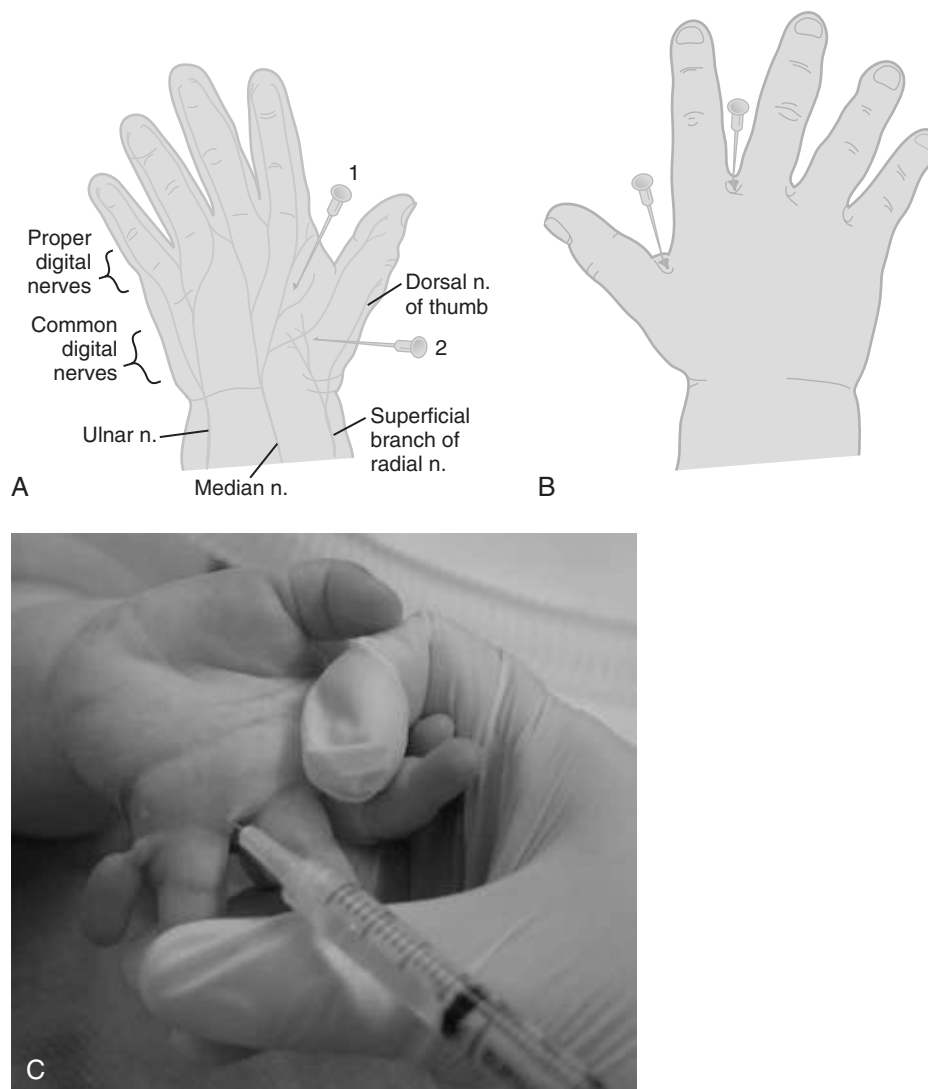 1
Proper
digital
nerves
Common
digital
nerves
Dorsal n.
of thumb
2
Ulnar n.
Superficial
branch of
radial n.
Median n.
A
B
C